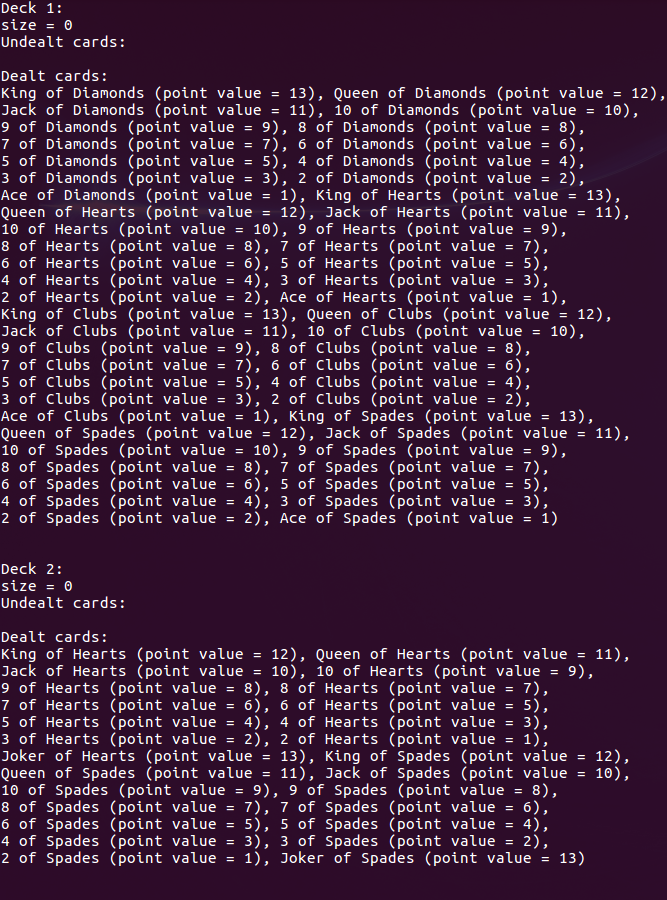 Deck 1:
size = 0
Undealt cards:
Dealt cards:
King of Diamonds (point value = 13), Queen of Diamonds (point value = 12),
Jack of Diamonds (point value = 11), 10 of Diamonds (point value = 10),
9 of Diamonds (point value = 9), 8 of Diamonds (point value = 8),
7 of Diamonds (point value = 7), 6 of Diamonds (point value = 6),
5 of Diamonds (point value = 5), 4 of Diamonds (point value = 4),
3 of Diamonds (point value = 3), 2 of Diamonds (point value = 2),
Ace of Diamonds (point value = 1), King of Hearts (point value = 13),
Queen of Hearts (point value = 12), Jack of Hearts (point value = 11),
10 of Hearts (point value = 10), 9 of Hearts (point value = 9),
8 of Hearts (point value = 8), 7 of Hearts (point value = 7),
6 of Hearts (point value = 6), 5 of Hearts (point value = 5),
4 of Hearts (point value = 4), 3 of Hearts (point value = 3),
2 of Hearts (point value = 2), Ace of Hearts (point value = 1),
King of Clubs (point value = 13), Queen of Clubs (point value = 12),
Jack of Clubs (point value = 11), 10 of Clubs (point value = 10),
9 of Clubs (point value = 9), 8 of Clubs (point value = 8),
7 of Clubs (point value = 7), 6 of Clubs (point value = 6),
5 of Clubs (point value = 5), 4 of Clubs (point value = 4),
3 of Clubs (point value = 3), 2 of Clubs (point value = 2),
Ace of Clubs (point value = 1), King of Spades (point value = 13),
Queen of Spades (point value = 12), Jack of Spades (point value = 11),
10 of Spades (point value = 10), 9 of Spades (point value = 9),
8 of Spades (point value = 8), 7 of Spades (point value = 7),
6 of Spades (point value = 6), 5 of Spades (point value = 5),
4 of Spades (point value = 4), 3 of Spades (point value = 3),
2 of Spades (point value = 2), Ace of Spades (point value = 1)
Deck 2:
size = 0
Undealt cards:
Dealt cards:
King of Hearts (point value = 12), Queen of Hearts (point value = 11),
Jack of Hearts (point value = 10), 10 of Hearts (point value = 9),
9 of Hearts (point value = 8), 8 of Hearts (point value = 7),
7 of Hearts (point value = 6), 6 of Hearts (point value = 5),
5 of Hearts (point value = 4), 4 of Hearts (point value = 3),
3 of Hearts (point value = 2), 2 of Hearts (point value = 1),
Joker of Hearts (point value = 13), King of Spades (point value = 12),
Queen of Spades (point value = 11), Jack of Spades (point value = 10),
10 of Spades (point value = 9), 9 of Spades (point value = 8),
8 of Spades (point value = 7), 7 of Spades (point value = 6),
6 of Spades (point value = 5), 5 of Spades (point value = 4),
4 of Spades (point value = 3), 3 of Spades (point value = 2),
2 of Spades (point value = 1), Joker of Spades (point value = 13)